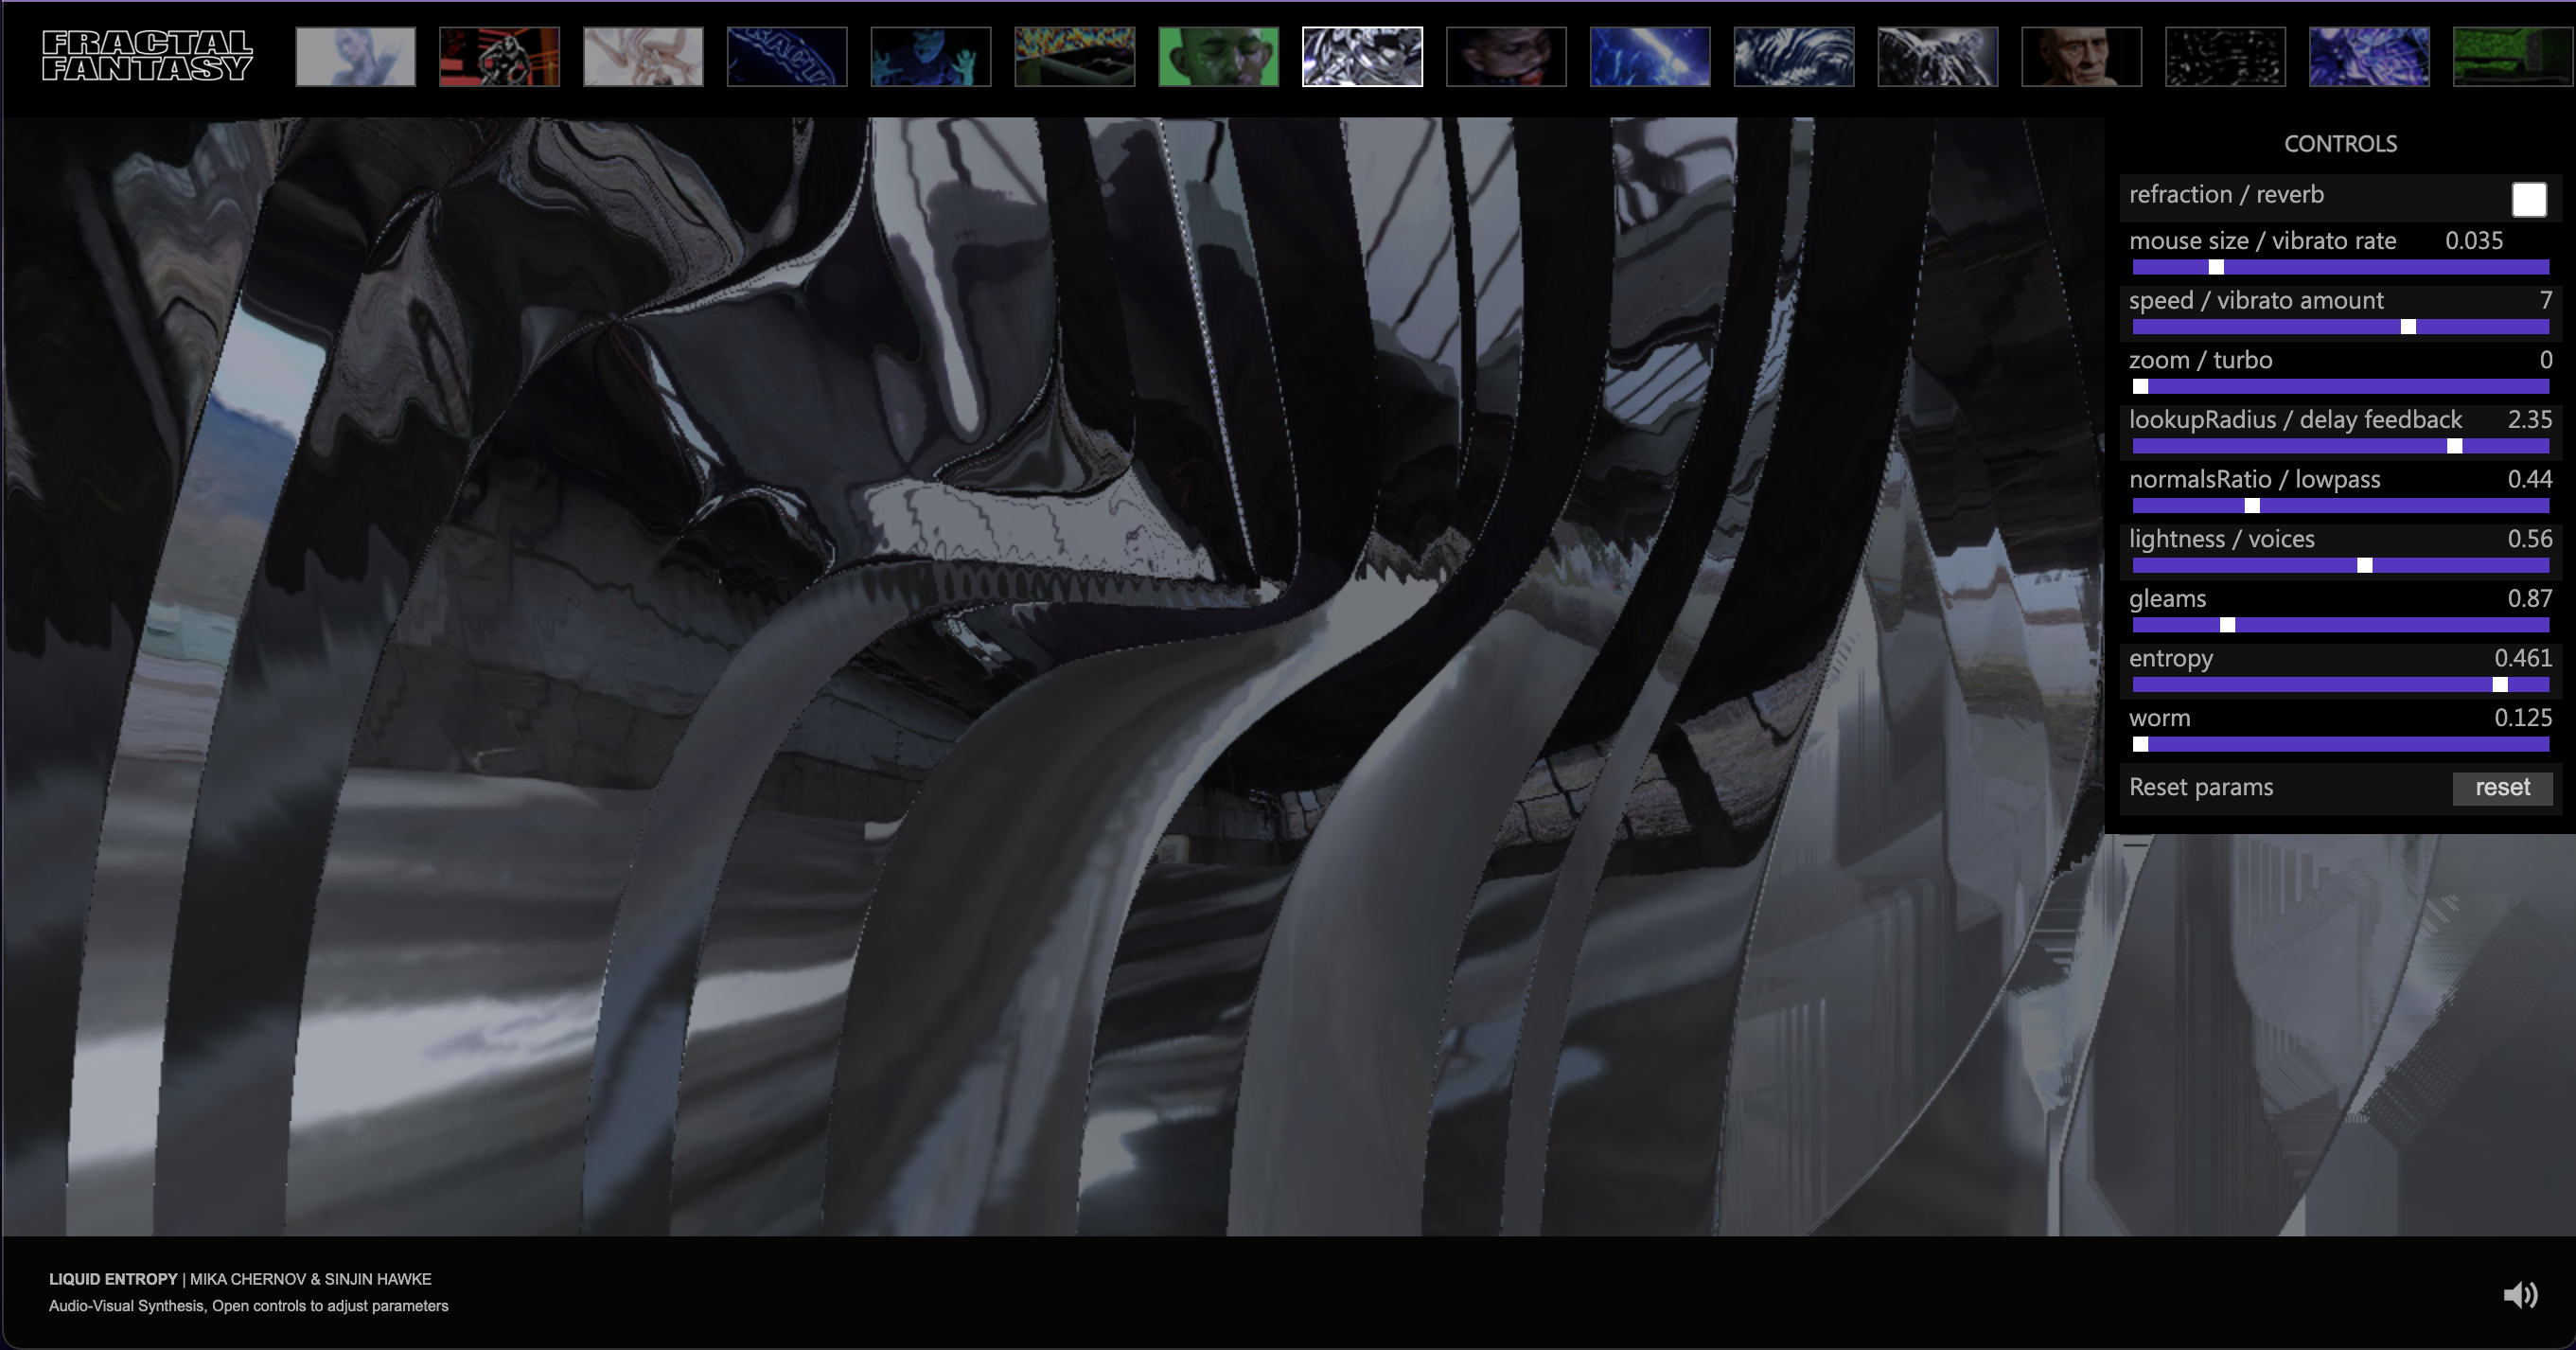 FRACTAL
FANTASY
CONTROLS
refraction / reverb
mouse size / vibrato rate 0.035
speed / vibrato amount 7
zoom / turbo 0
lookupRadius / delay feedback 2.35
normalsRatio / lowpass 0.44
lightness / voices 0.56
gleams 0.87
entropy 0.461
worm 0.125
Reset params reset
LIQUID ENTROPY | MIKA CHERNOV & SINJIN HAWKE
Audio-Visual Synthesis, Open controls to adjust parameters